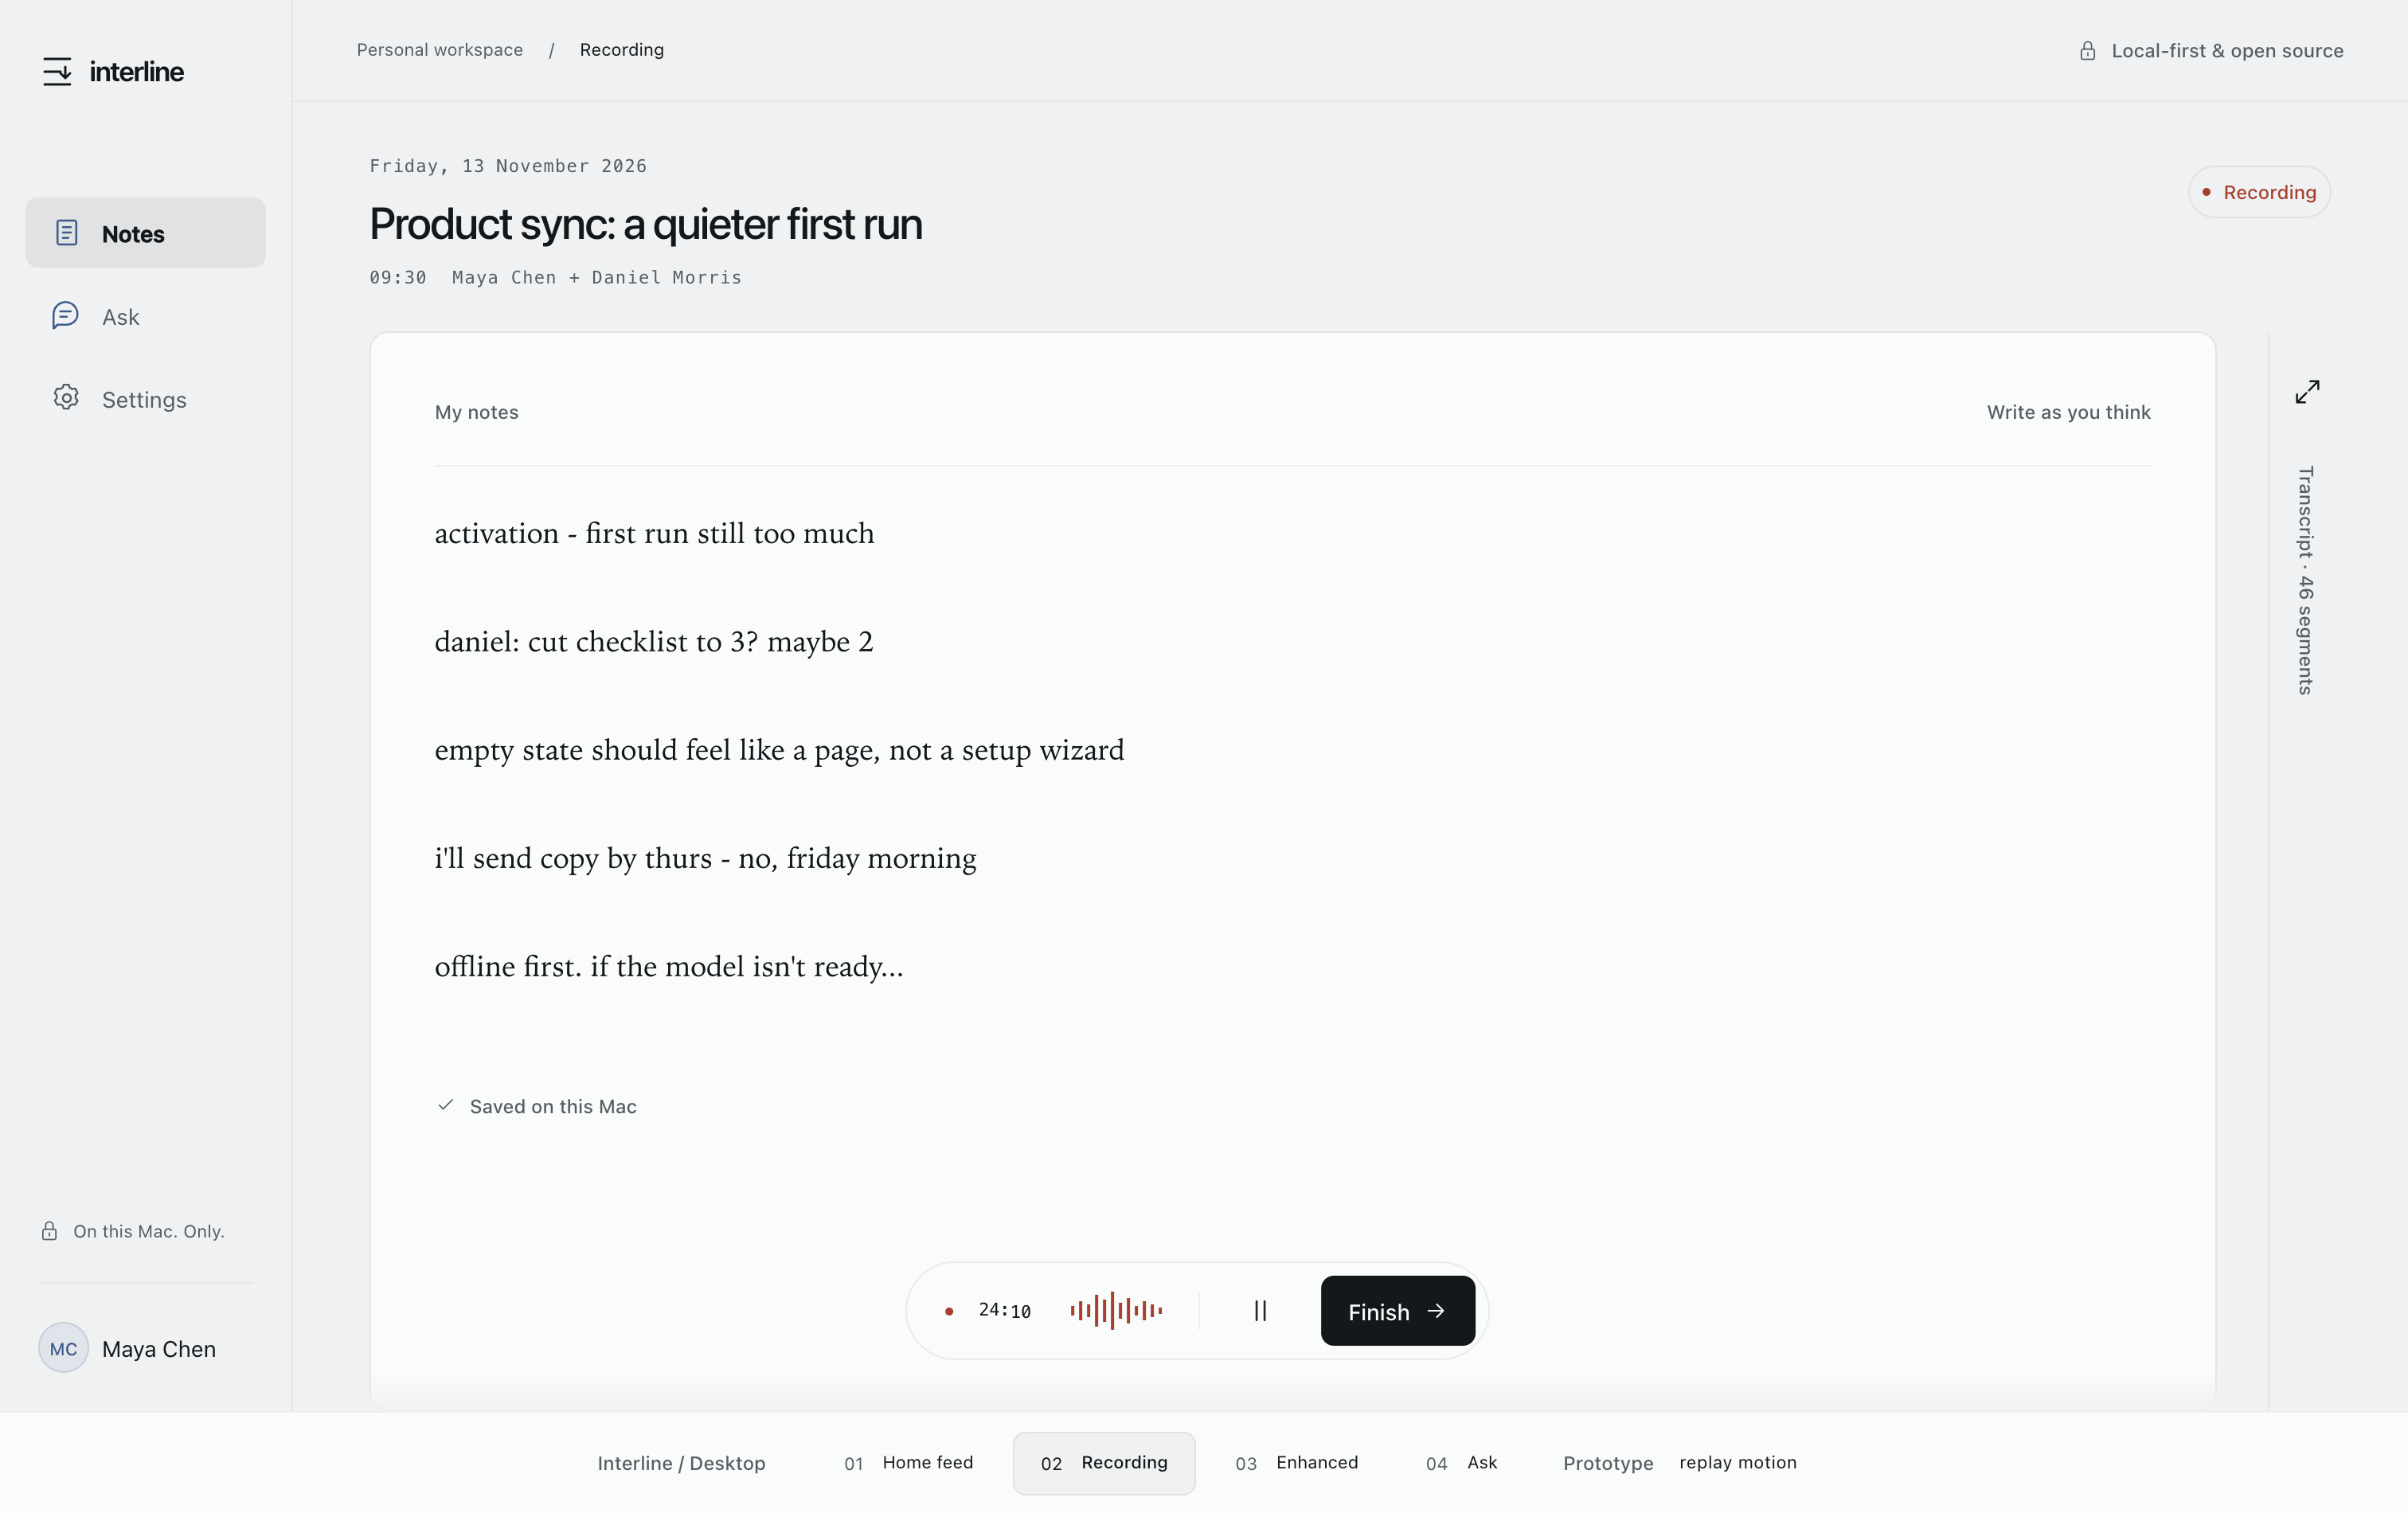 interline
Notes
Ask
Settings
On this Mac. Only.
MC
Maya Chen
Personal workspace / Recording
Local-first & open source
Friday, 13 November 2026
Product sync: a quieter first run
09:30 Maya Chen + Daniel Morris
Recording
My notes
Write as you think
activation - first run still too much
daniel: cut checklist to 3? maybe 2
empty state should feel like a page, not a setup wizard
i'll send copy by thurs - no, friday morning
offline first. if the model isn't ready...
Saved on this Mac
Transcript · 46 segments
24:10
Finish
Interline / Desktop 01 Home feed 02 Recording 03 Enhanced 04 Ask Prototype replay motion